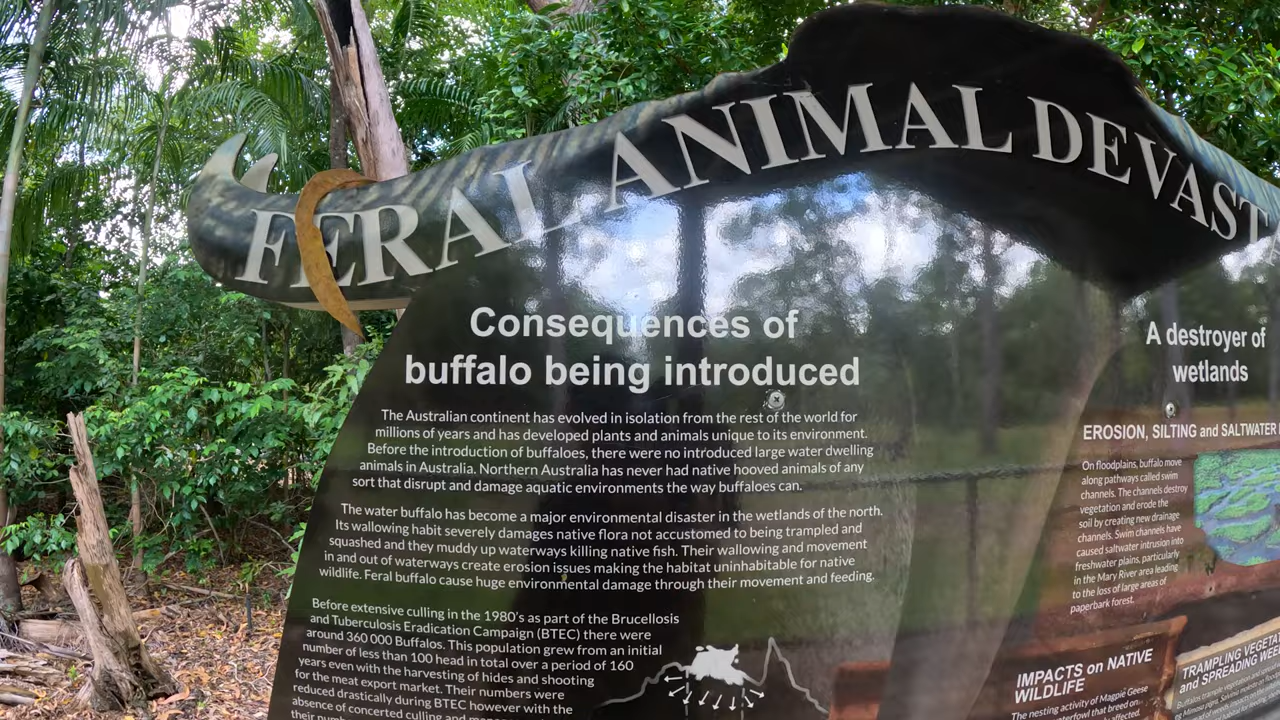 FERAL ANIMAL DEVAST
Consequences of
buffalo being introduced
The Australian continent has evolved in isolation from the rest of the world for
millions of years and has developed plants and animals unique to its environment.
Before the introduction of buffaloes, there were no introduced large water dwelling
animals in Australia. Northern Australia has never had native hooved animals of any
sort that disrupt and damage aquatic environments the way buffaloes can.
The water buffalo has become a major environmental disaster in the wetlands of the north.
Its wallowing habit severely damages native flora not accustomed to being trampled and
squashed and they muddy up waterways killing native fish. Their wallowing and movement
in and out of waterways create erosion issues making the habitat uninhabitable for native
wildlife. Feral buffalo cause huge environmental damage through their movement and feeding.
Before extensive culling in the 1980's as part of the Brucellosis
and Tuberculosis Eradication Campaign (BTEC) there were
around 360 000 Buffalos. This population grew from an initial
number of less than 100 head in total over a period of 160
years even with the harvesting of hides and shooting
for the meat export market. Their numbers were
reduced drastically during BTEC however with the
absence of concerted culling and
their
A destroyer of
wetlands
EROSION, SILTING and SALTWATER
On floodplains, buffalo move
along pathways called swim
channels. The channels destroy
vegetation and erode the
soil by creating new drainage
channels. Swim channels have
caused saltwater intrusion into
freshwater plains, particularly
in the Mary River area leading
to the loss of large areas of
paperbark forest.
IMPACTS on NATIVE
WILDLIFE
The nesting activity of Magpie Geese
waterfowl that breed on
TRAMPLING
and SPREADING